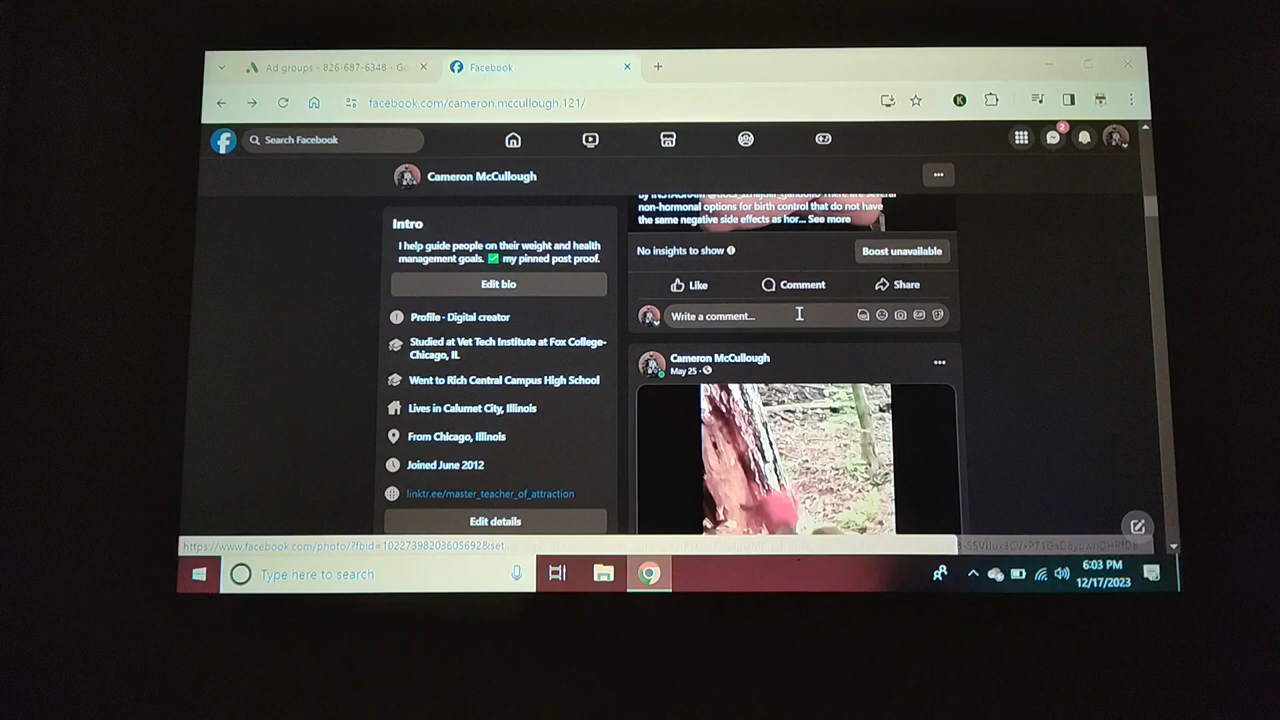 Ad groups - 826-687-6348 - Go
Facebook
facebook.com/cameron.mccullough.121/
K
Search Facebook
2
Cameron McCullough
Intro
I help guide people on their weight and health
management goals. ✅ my pinned post proof.
Edit bio
Profile · Digital creator
Studied at Vet Tech Institute at Fox College-
Chicago, IL
Went to Rich Central Campus High School
Lives in Calumet City, Illinois
From Chicago, Illinois
Joined June 2012
linktr.ee/master_teacher_of_attraction
Edit details
There are several
non-hormonal options for birth control that do not have
the same negative side effects as hor... See more
No insights to show
Boost unavailable
Like
Comment
Share
Write a comment...
GIF
Cameron McCullough
May 25 ·
https://www.facebook.com/photo/?fbid=10227398203605692&set
Type here to search
6:03 PM
12/17/2023